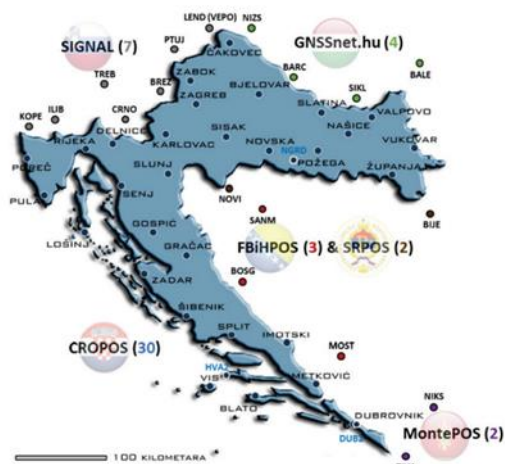 LEND (VEPO)
NIZS
SIGNAL (7)
PTUJ
GNSSnet.hu (4)
ČAKOVEC
TREB
BREZ
ZABOK
BARC
BALE
ZAGREB
BJELOVAR
SIKL
KOPE
ILIB
CRNO
SLATINA
VALPOVO
DELNICE
RIJEKA
KARLOVAC
SISAK
NOVSKA
NAŠICE
VUKOVAR
NGRD
POREČ
SLUNJ
POŽEGA
ŽUPANJA
PULA
SENJ
NOVI
SANM
BIJE
LOŠINJ
GOSPIĆ
FBiHPOS (3) & SRPOS (2)
GRAČAC
BOSG
ZADAR
ŠIBENIK
CROPOS (30)
SPLIT
IMOTSKI
MOST
HVAZ
VIS
METKOVIĆ
NIKS
BLATO
DUBROVNIK
MontePOS (2)
100 KILOMETARA